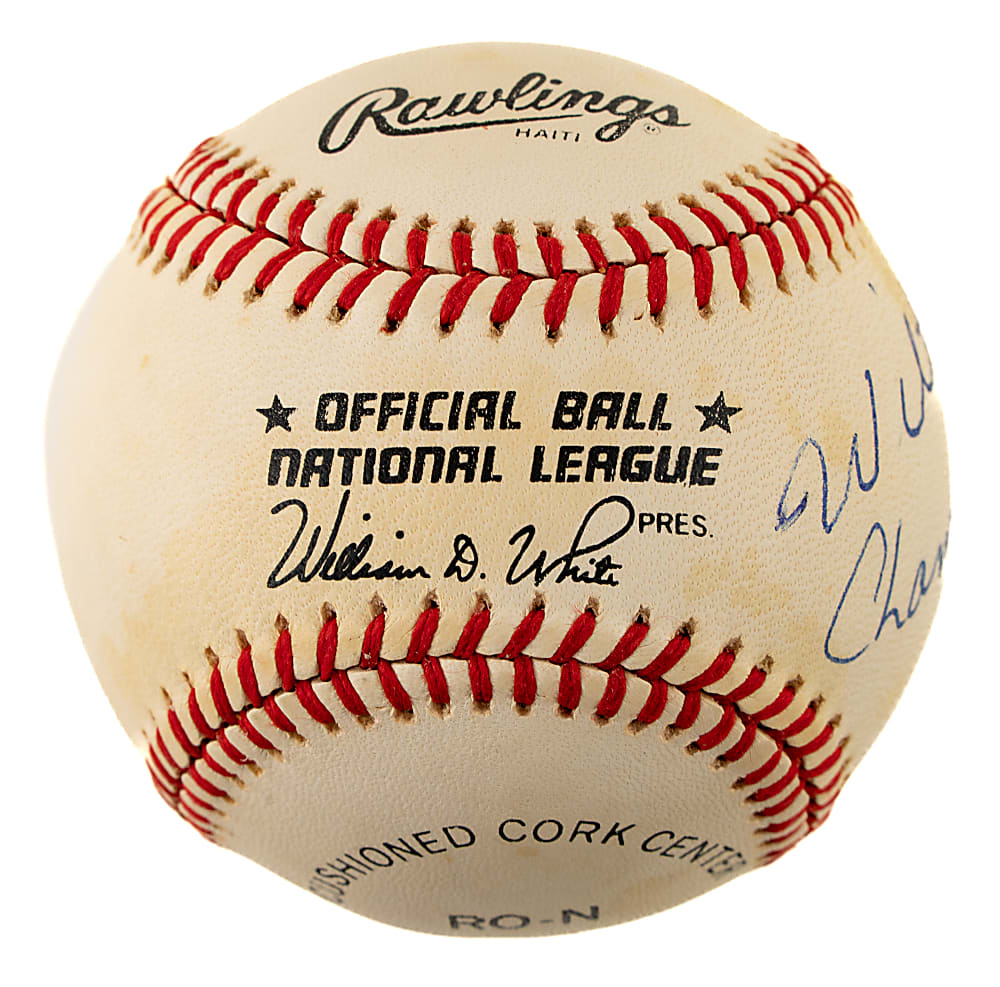 Rawlings
HAITI
★ OFFICIAL BALL ★
NATIONAL LEAGUE
William D. White PRES.
CUSHIONED CORK CENTER
RO-N